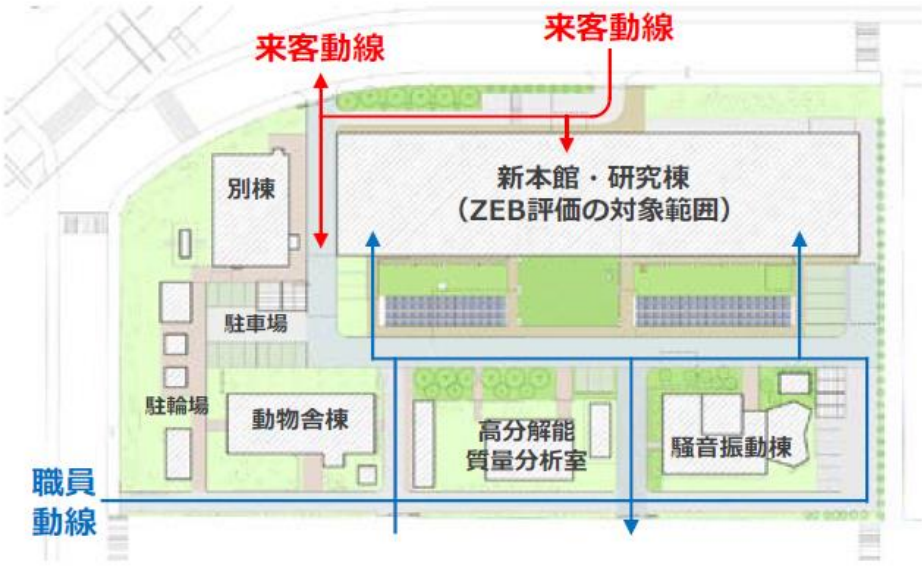 来客動線
来客動線
新本館・研究棟
(ZEB評価の対象範囲)
別棟
駐車場
駐輪場
動物舎棟
高分解能
質量分析室
騒音振動棟
職員
動線